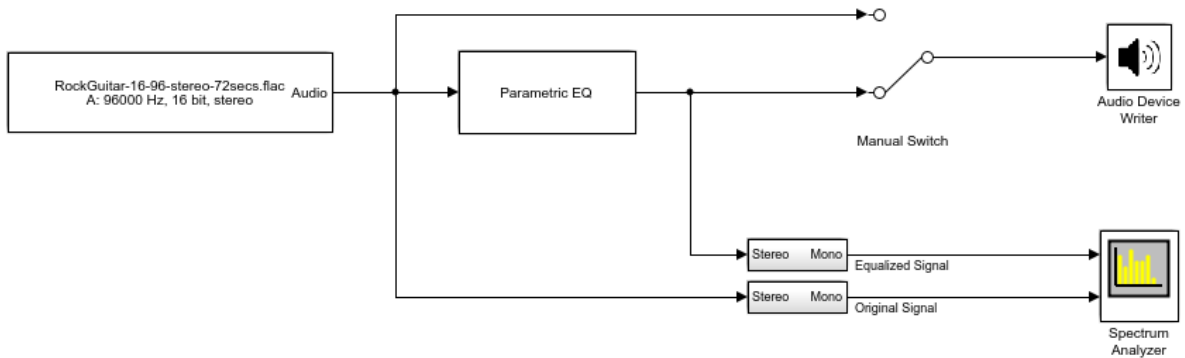 RockGuitar-16-96-stereo-72secs.flac
A: 96000 Hz, 16 bit, stereo
Audio
Parametric EQ
Manual Switch
Audio Device
Writer
Stereo Mono
Equalized Signal
Stereo Mono
Original Signal
Spectrum
Analyzer